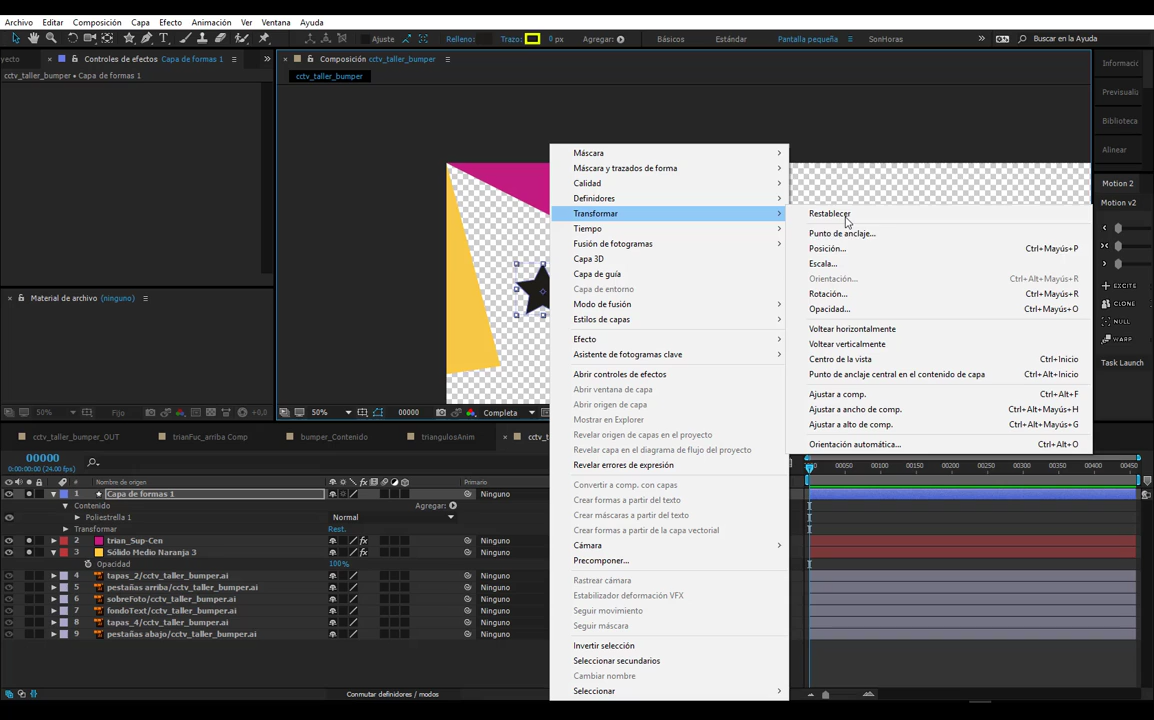 Archivo Editar Composición Capa Efecto Animación Ver Ventana Ayuda
Ajuste Relleno: Trazo: 0 px Agregar: Básicos Estándar Pantalla pequeña SonHoras Buscar en la Ayuda
yecto Controles de efectos Capa de formas 1
Composición cctv_taller_bumper
Informació
cctv_taller_bumper • Capa de formas 1
cctv_taller_bumper
Previsualiz
Biblioteca
Alinear
Motion 2
Motion v2
EXCITE
CLONE
NULL
WARP
Task Launch
Máscara
Máscara y trazados de forma
Calidad
Definidores
Transformar
Tiempo
Fusión de fotogramas
Capa 3D
Capa de guía
Capa de entorno
Modo de fusión
Estilos de capas
Efecto
Asistente de fotogramas clave
Abrir controles de efectos
Abrir ventana de capa
Abrir origen de capa
Mostrar en Explorer
Revelar origen de capas en el proyecto
Revelar capa en el diagrama de flujo del proyecto
Revelar errores de expresión
Convertir a comp. con capas
Crear formas a partir de texto
Crear máscaras a partir de texto
Crear formas a partir de la capa vectorial
Cámara
Precomponer...
Rastrear cámara
Estabilizador deformación VFX
Seguir movimiento
Seguir máscara
Invertir selección
Seleccionar secundarios
Cambiar nombre
Seleccionar
Restablecer
Punto de anclaje...
Posición... Ctrl+Mayús+P
Escala...
Orientación... Ctrl+Alt+Mayús+R
Rotación... Ctrl+Mayús+R
Opacidad... Ctrl+Mayús+O
Voltear horizontalmente
Voltear verticalmente
Centro de la vista Ctrl+Inicio
Punto de anclaje central en el contenido de capa Ctrl+Alt+Inicio
Ajustar a comp. Ctrl+Alt+F
Ajustar a ancho de comp. Ctrl+Alt+Mayús+H
Ajustar a alto de comp. Ctrl+Alt+Mayús+G
Orientación automática... Ctrl+Alt+O
Material de archivo (ninguno)
50% Fijo +0,0
50% 00000 Completa
cctv_taller_bumper_OUT trianFuc_arriba Comp bumper_Contenido triangulosAnim cctv_t
00000
0:00:00:00 (24.00 fps)
00050 00100 00150 00200 00250 00300 00350 00400 00450
# Nombre de origen Primario
1 Capa de formas 1 Ninguno
Contenido Agregar:
Poliestrella 1 Normal
Transformar Rest.
2 trian_Sup-Cen Ninguno
3 Sólido Medio Naranja 3 Ninguno
Opacidad 100%
4 tapas_2/cctv_taller_bumper.ai Ninguno
5 pestañas arriba/cctv_taller_bumper.ai Ninguno
6 sobreFoto/cctv_taller_bumper.ai Ninguno
7 fondoText/cctv_taller_bumper.ai Ninguno
8 tapas_4/cctv_taller_bumper.ai Ninguno
9 pestañas abajo/cctv_taller_bumper.ai Ninguno
Conmutar definidores / modos